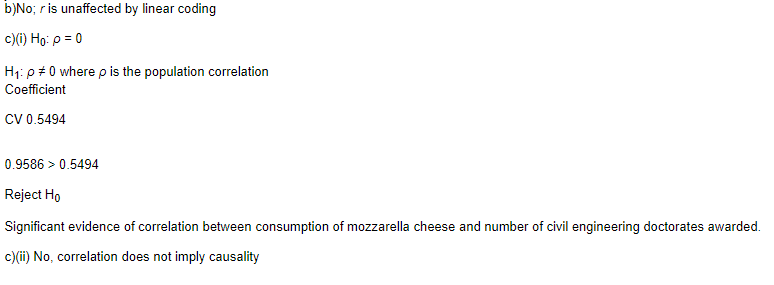 b)No; r is unaffected by linear coding
c)(i) H₀: ρ = 0
H₁: ρ ≠ 0 where ρ is the population correlation
Coefficient
CV 0.5494
0.9586 > 0.5494
Reject H₀
Significant evidence of correlation between consumption of mozzarella cheese and number of civil engineering doctorates awarded.
c)(ii) No, correlation does not imply causality